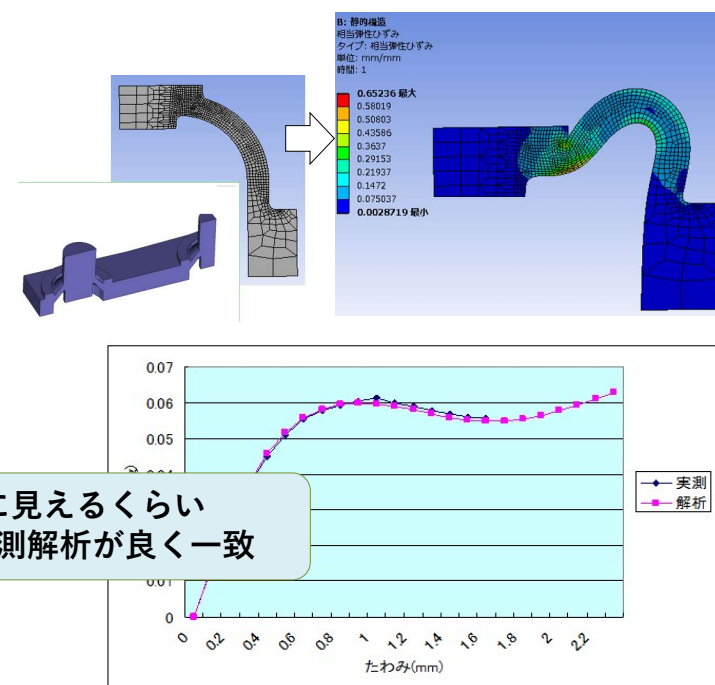 B: 静的構造
相当弾性ひずみ
タイプ: 相当弾性ひずみ
単位: mm/mm
時間: 1
0.65236 最大
0.58019
0.50803
0.43586
0.3637
0.29153
0.21937
0.1472
0.075037
0.0028719 最小
0.07
0.06
0.05
0.04
に見えるくらい
測解析が良く一致
0.01
0
0 0.2 0.4 0.6 0.8 1 1.2 1.4 1.6 1.8 2 2.2
たわみ(mm)
実測
解析